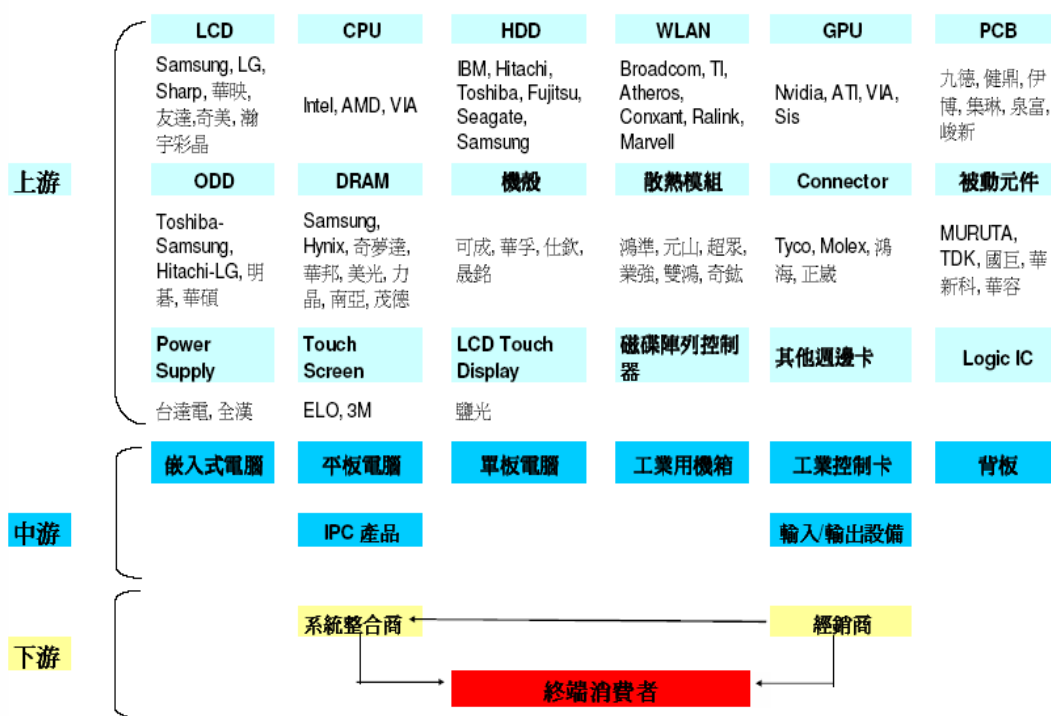 LCD
CPU
HDD
WLAN
GPU
PCB
Samsung, LG,
Sharp, 華映,
友達,奇美, 瀚
宇彩晶
Intel, AMD, VIA
IBM, Hitachi,
Toshiba, Fujitsu,
Seagate,
Samsung
Broadcom, TI,
Atheros,
Conxant, Ralink,
Marvell
Nvidia, ATI, VIA,
Sis
九德, 健鼎, 伊
博, 集琳, 泉富,
峻新
上游
ODD
DRAM
機殼
散熱模組
Connector
被動元件
Toshiba-
Samsung,
Hitachi-LG, 明
碁, 華碩
Samsung,
Hynix, 奇夢達,
華邦, 美光, 力
晶, 南亞, 茂德
可成, 華孚, 仕欽,
晟銘
鴻準, 元山, 超眾,
業強, 雙鴻, 奇鋐
Tyco, Molex, 鴻
海, 正崴
MURUTA,
TDK, 國巨, 華
新科, 華容
Power
Supply
Touch
Screen
LCD Touch
Display
磁碟陣列控制
器
其他週邊卡
Logic IC
台達電, 全漢
ELO, 3M
鹽光
嵌入式電腦
平板電腦
單板電腦
工業用機箱
工業控制卡
背板
中游
IPC 產品
輸入/輸出設備
系統整合商
經銷商
下游
終端消費者